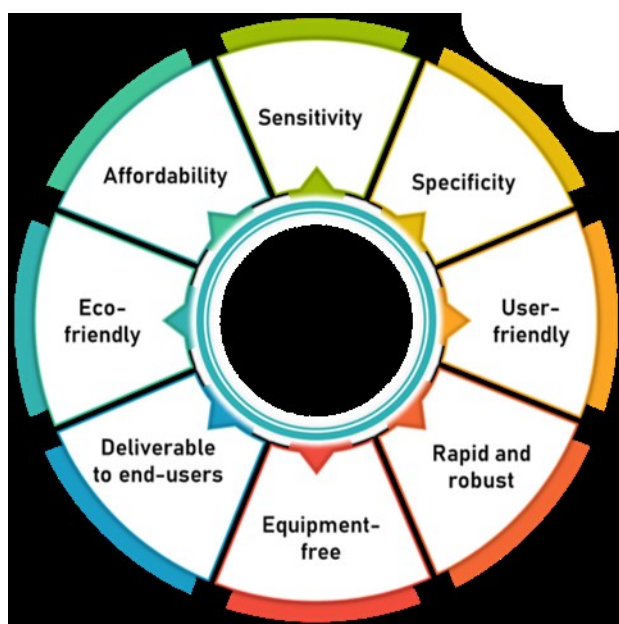 Sensitivity
Specificity
User-
friendly
Rapid and
robust
Equipment-
free
Deliverable
to end-users
Eco-
friendly
Affordability